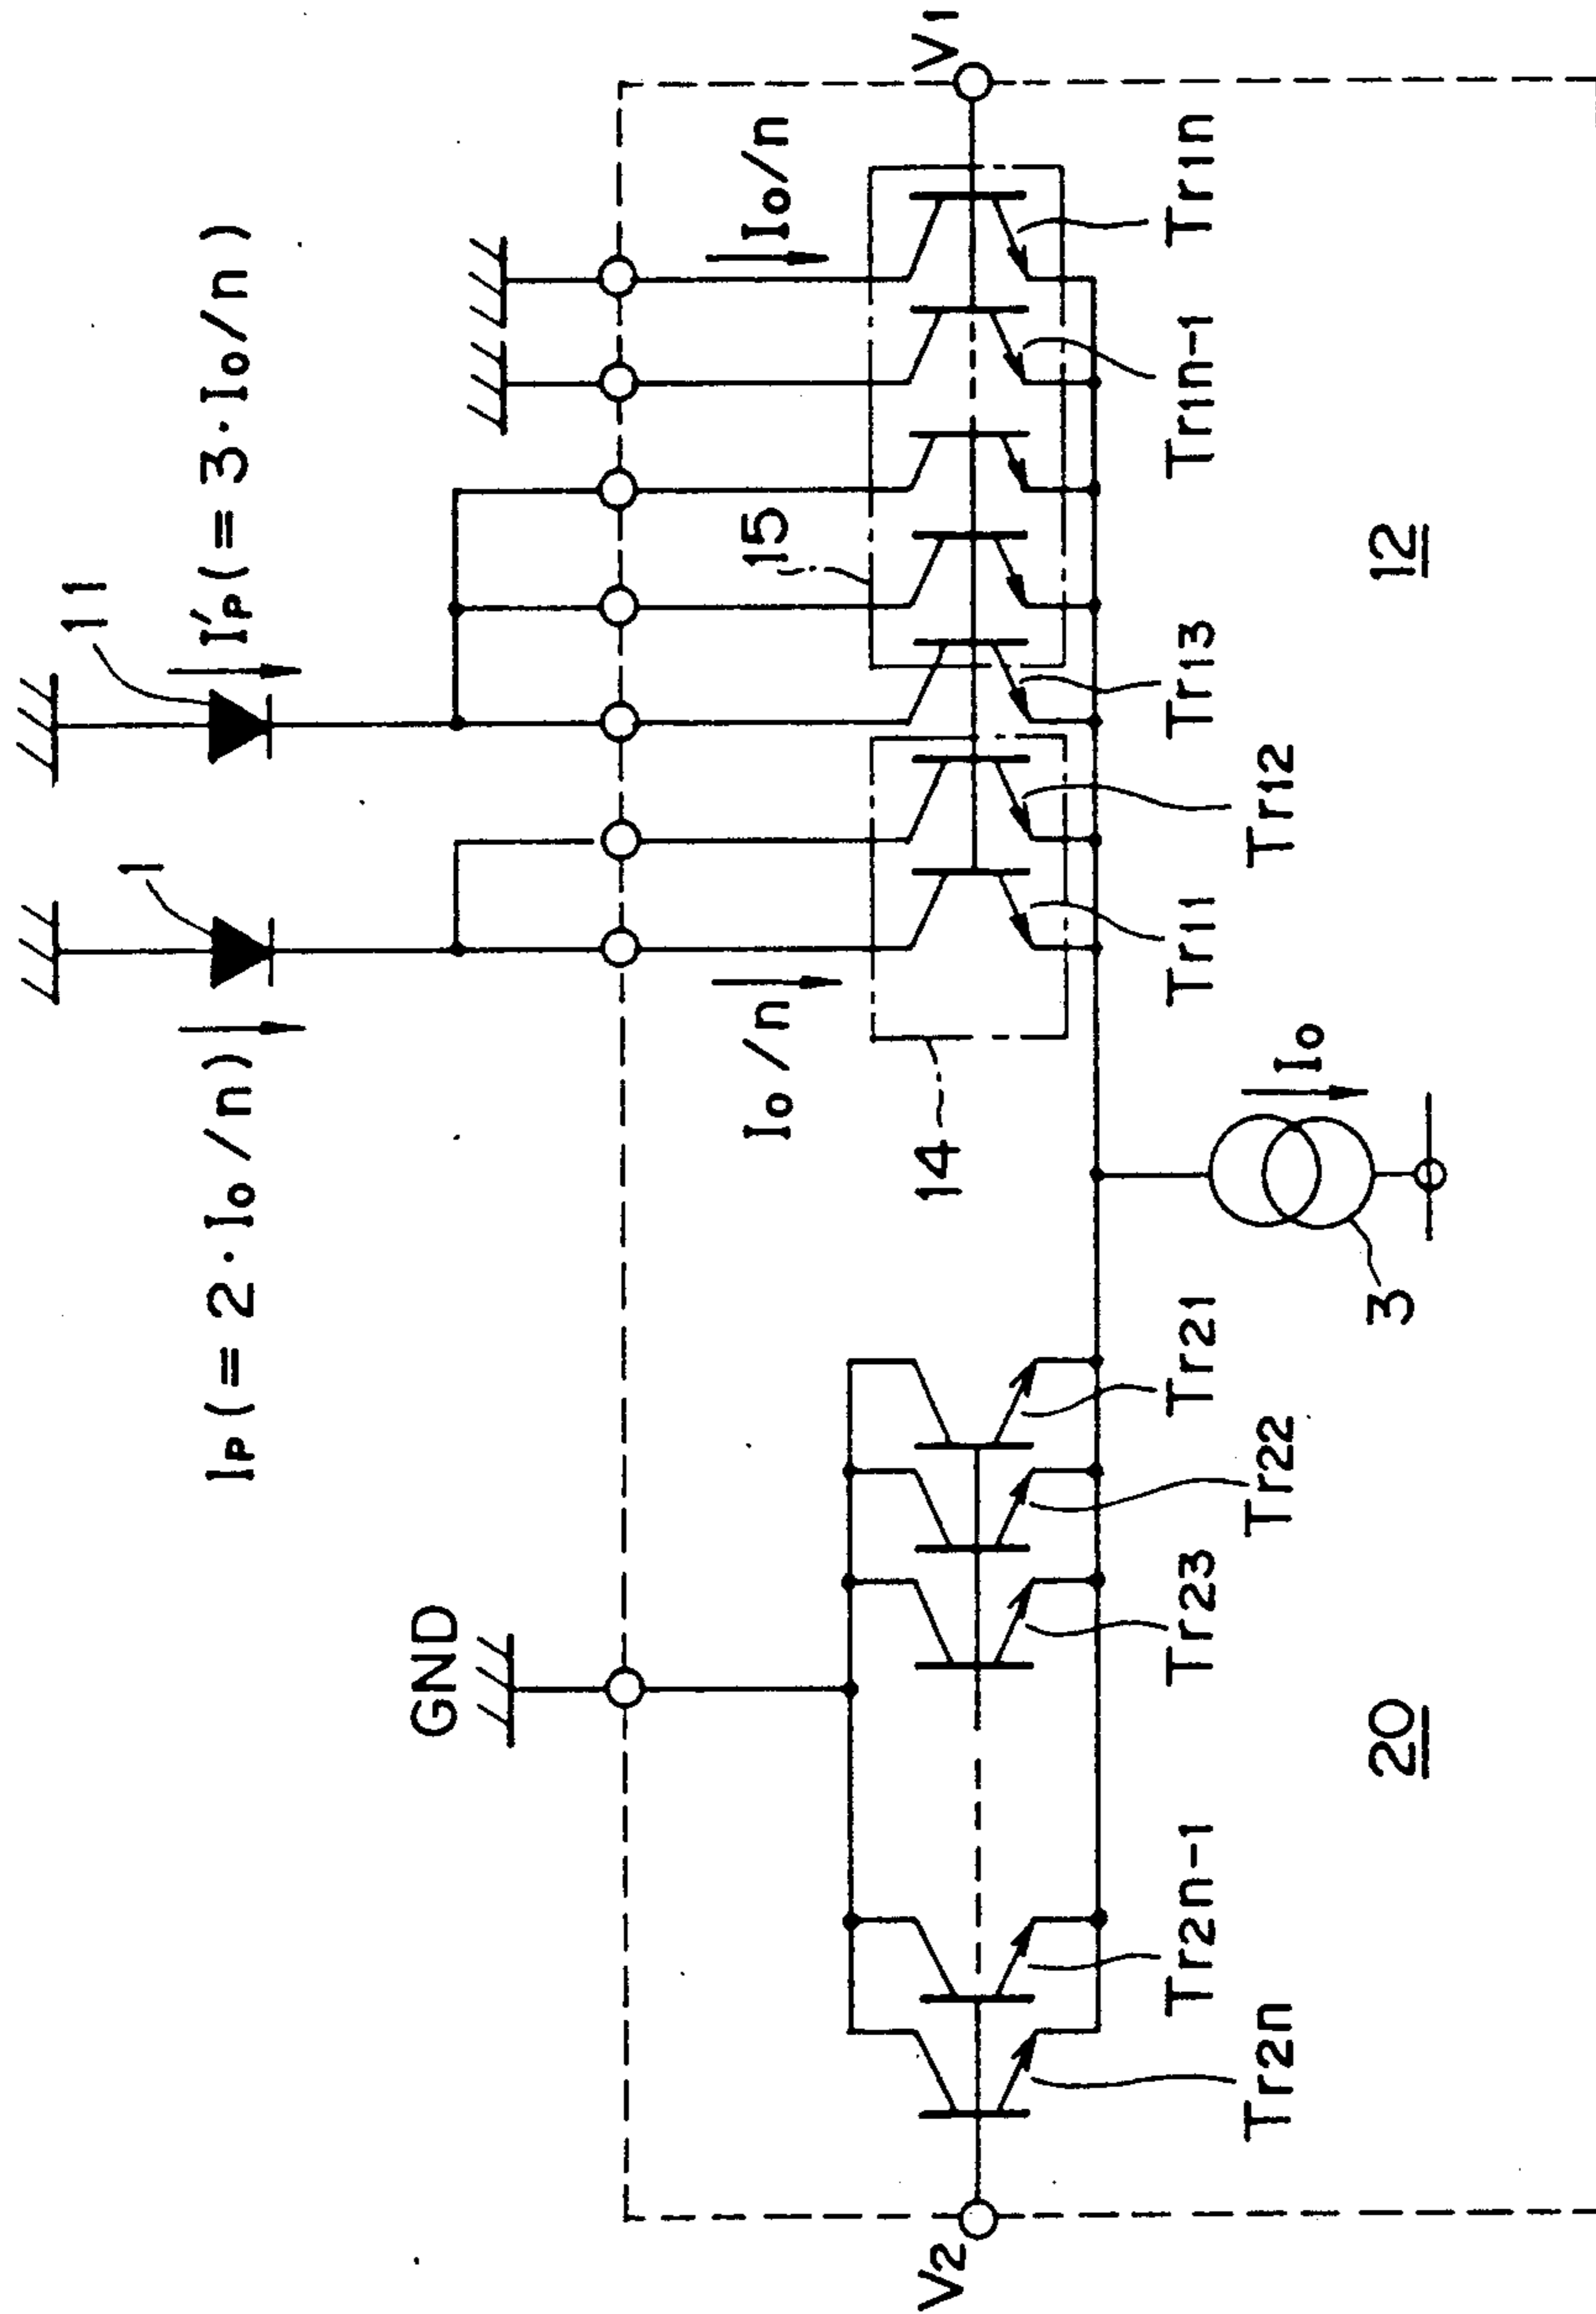 GND
Ip(=2·Io/n)
1
11
I'p(=3·Io/n)
Io/n
15
Io/n
14
V2
V1
Tr2n
Tr2n-1
Tr23
Tr22
Tr21
Io
3
Tr11
Tr12
Tr13
Tr1n-1
Tr1n
20
12